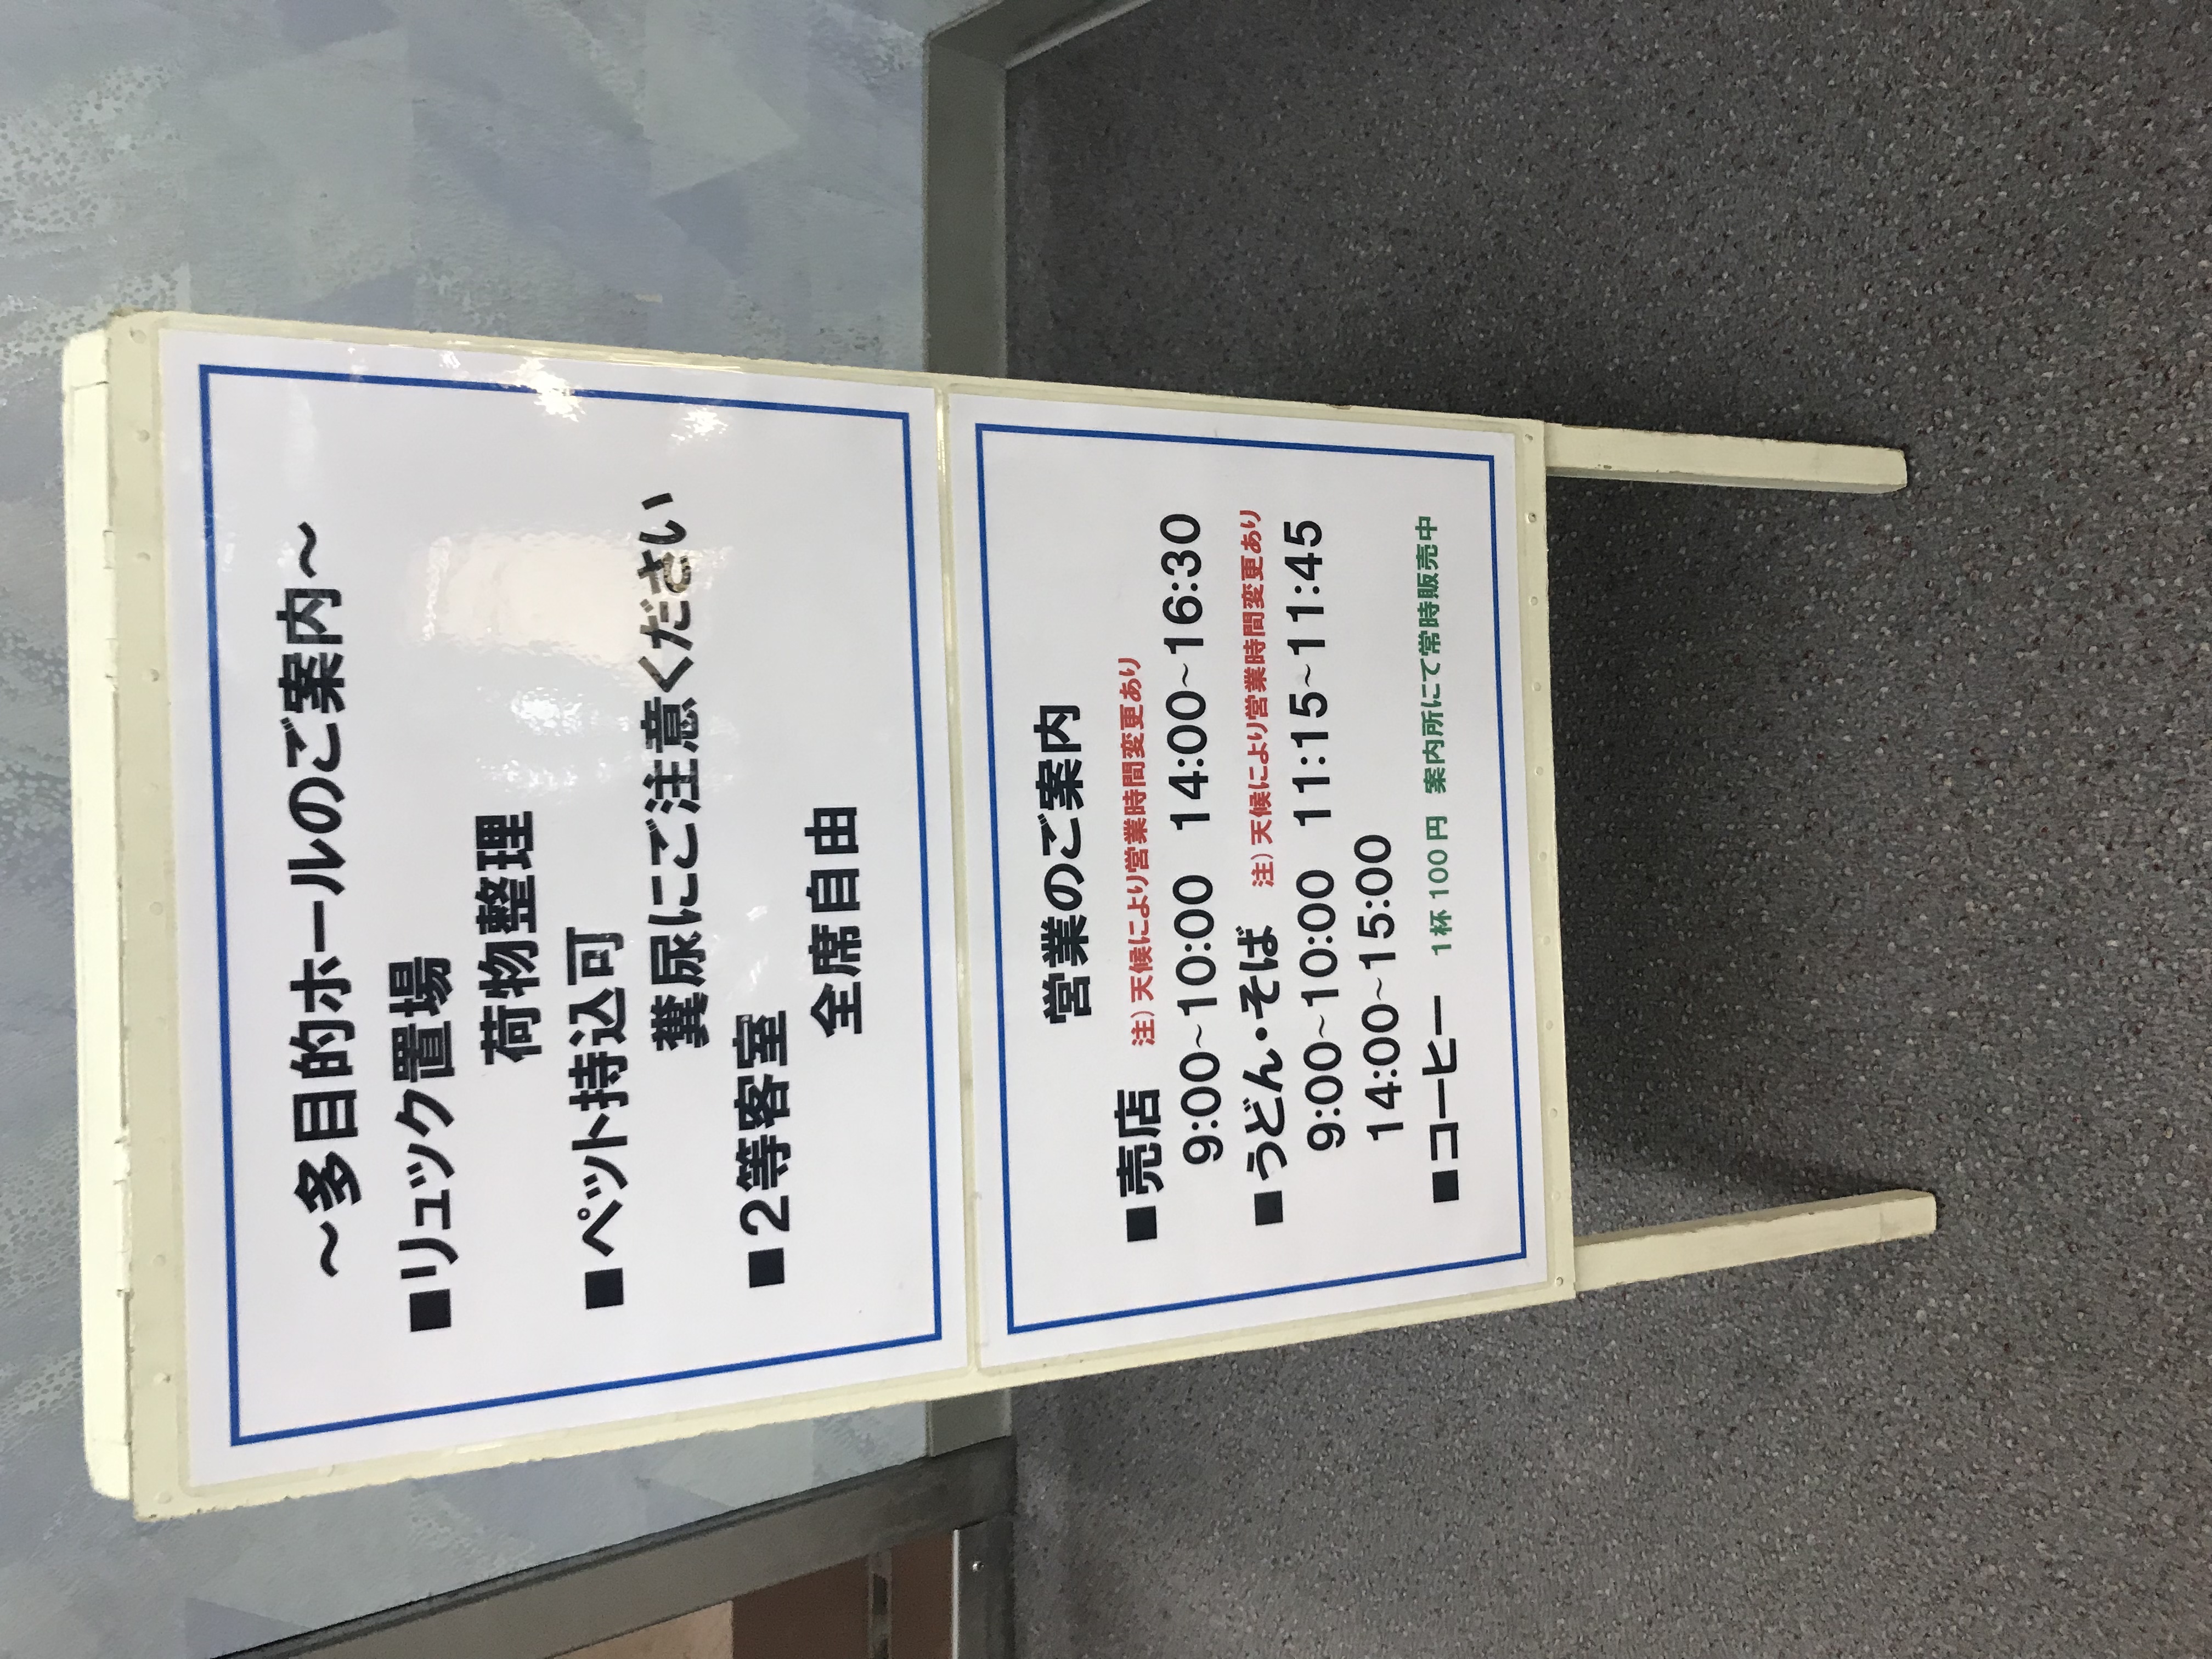 ～多目的ホールのご案内～
■リュック置場
荷物整理
■ペット持込可
糞尿にご注意ください
■2等客室
全席自由
営業のご案内
■売店 注）天候により営業時間変更あり
9:00~10:00 14:00~16:30
■うどん・そば 注）天候により営業時間変更あり
9:00~10:00 11:15~11:45
14:00~15:00
■コーヒー 1杯 100円 案内所にて常時販売中